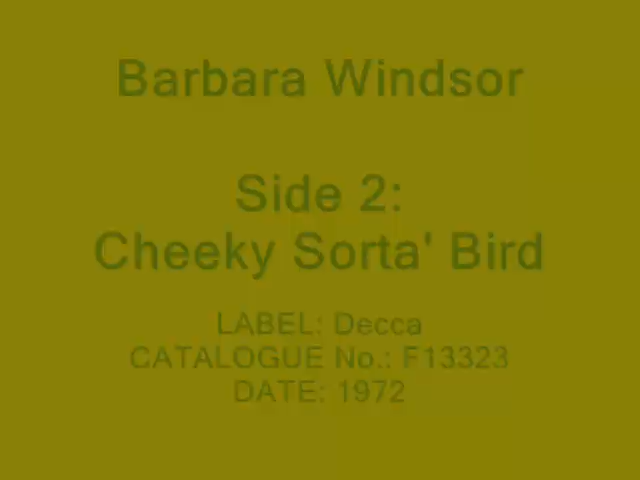 Barbara Windsor
Side 2:
Cheeky Sorta' Bird
LABEL: Decca
CATALOGUE No.: F13323
DATE: 1972